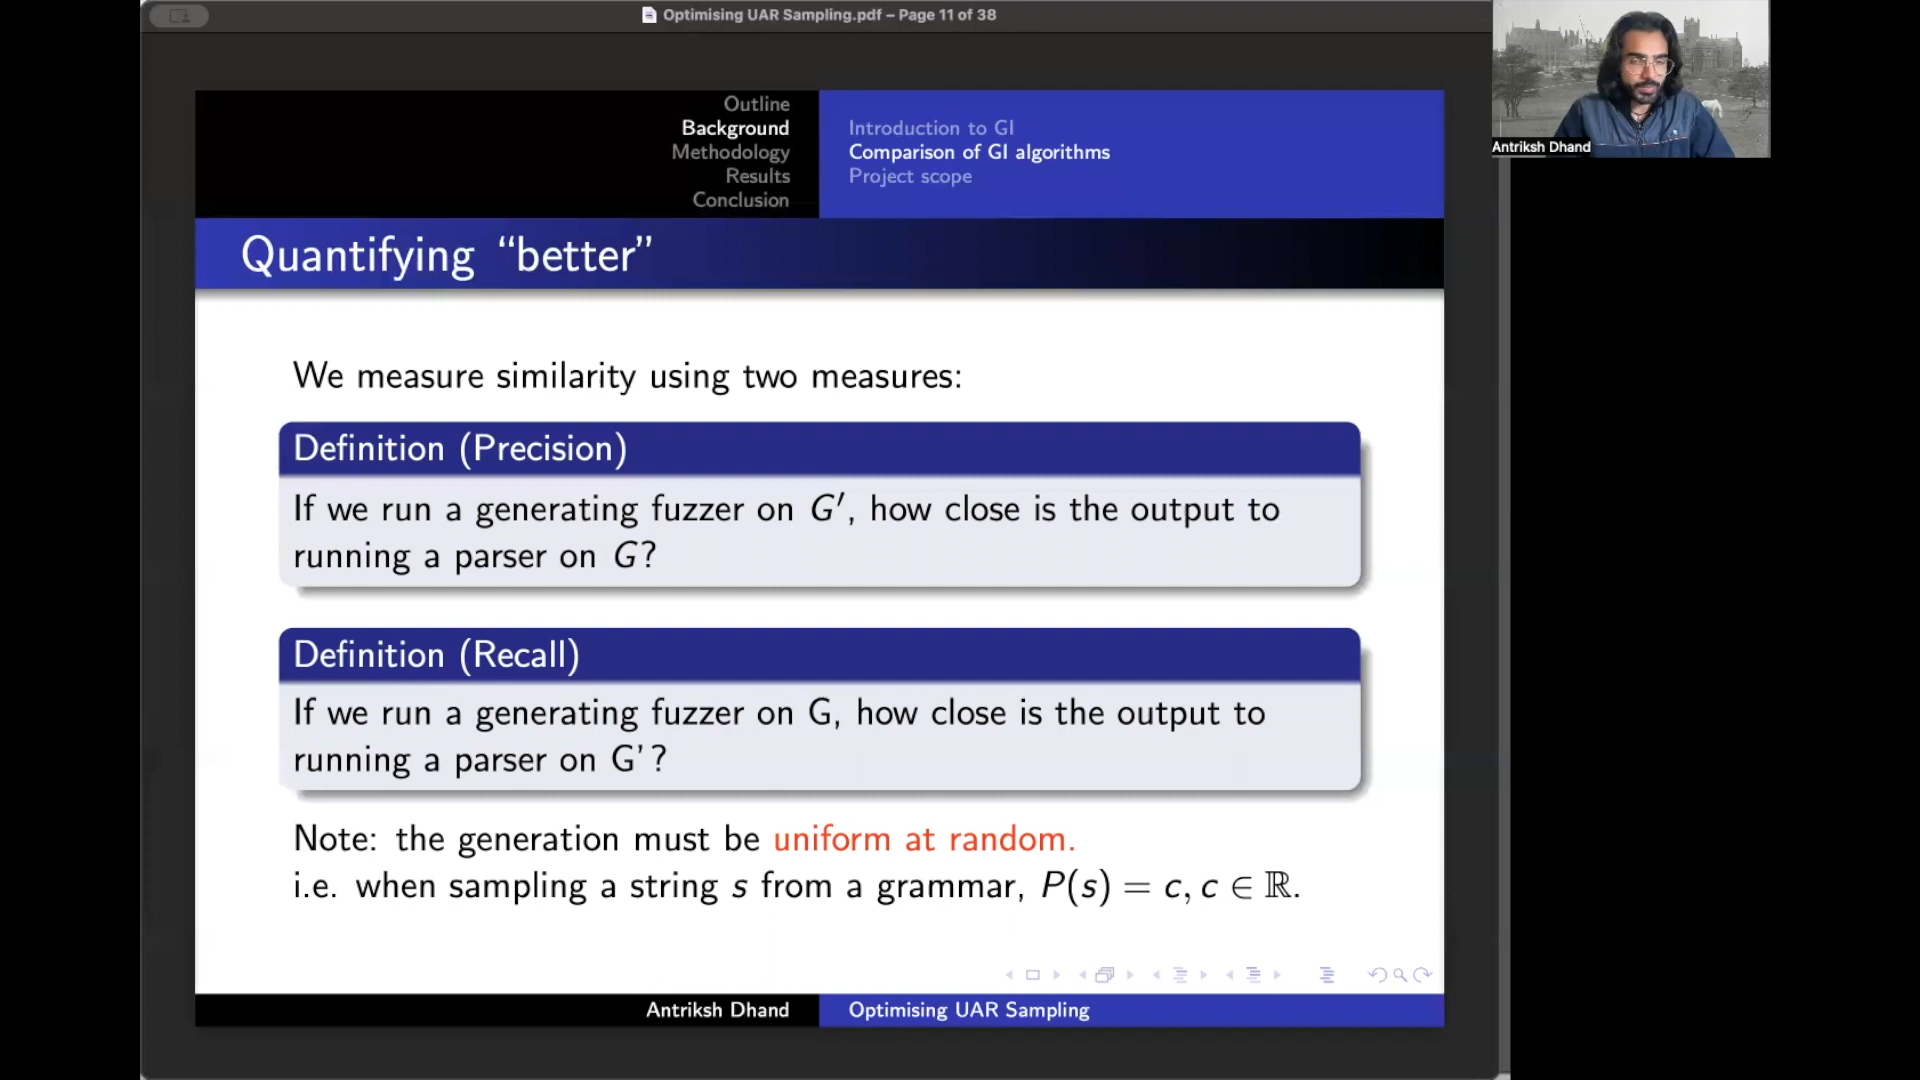 Optimising UAR Sampling.pdf – Page 11 of 38
Antriksh Dhand
Outline
Background
Methodology
Results
Conclusion
Introduction to GI
Comparison of GI algorithms
Project scope
Quantifying “better”
We measure similarity using two measures:
Definition (Precision)
If we run a generating fuzzer on G′, how close is the output to
running a parser on G?
Definition (Recall)
If we run a generating fuzzer on G, how close is the output to
running a parser on G’?
Note: the generation must be uniform at random.
i.e. when sampling a string s from a grammar, P(s) = c, c ∈ ℝ.
Antriksh Dhand
Optimising UAR Sampling